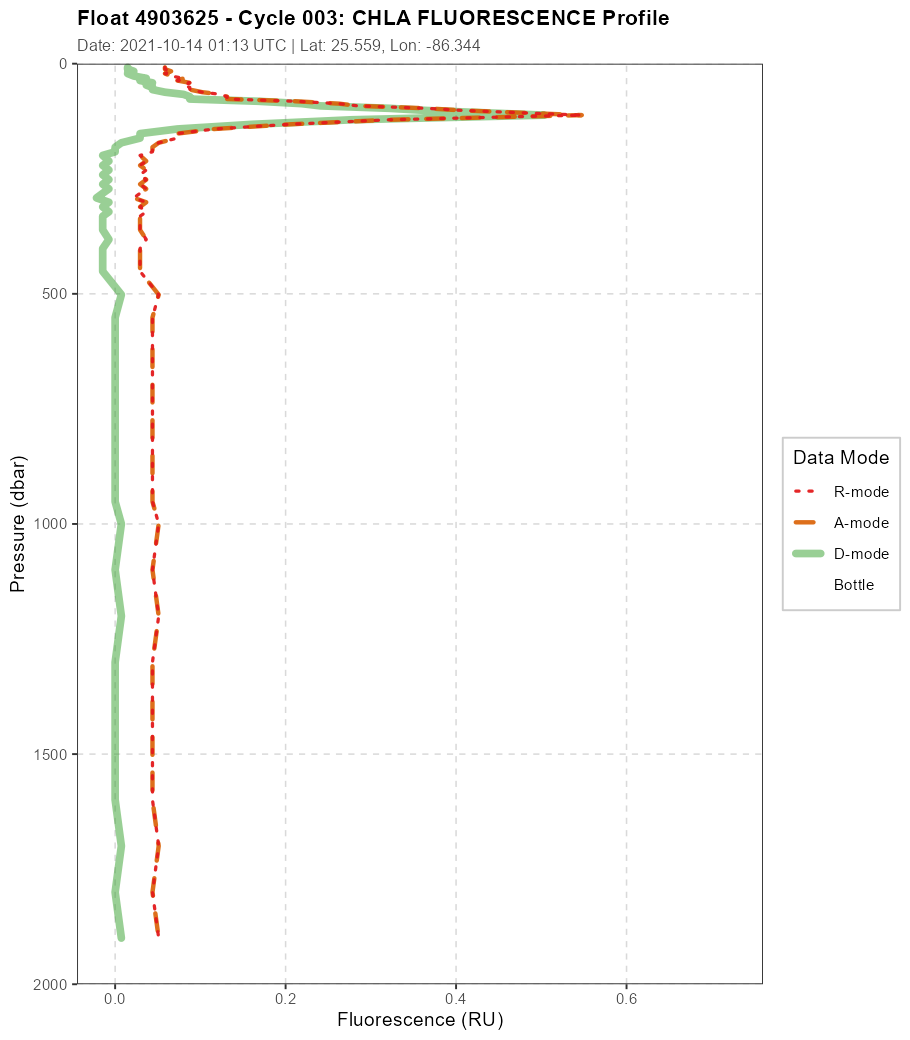 Float 4903625 - Cycle 003: CHLA FLUORESCENCE Profile
Date: 2021-10-14 01:13 UTC | Lat: 25.559, Lon: -86.344
0
500
1000
1500
2000
Pressure (dbar)
0.0
0.2
0.4
0.6
Fluorescence (RU)
Data Mode
R-mode
A-mode
D-mode
Bottle